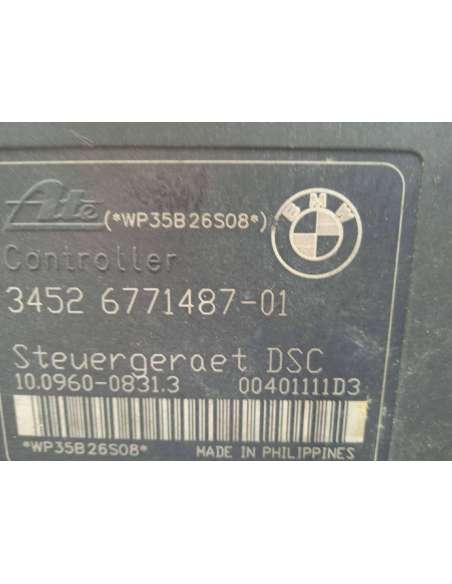 Ate (*WP35B26S08*)
BMW
Controller
3452 6771487-01
Steuergeraet DSC
10.0960-0831.3 00401111D3
*WP35B26S08* MADE IN PHILIPPINES